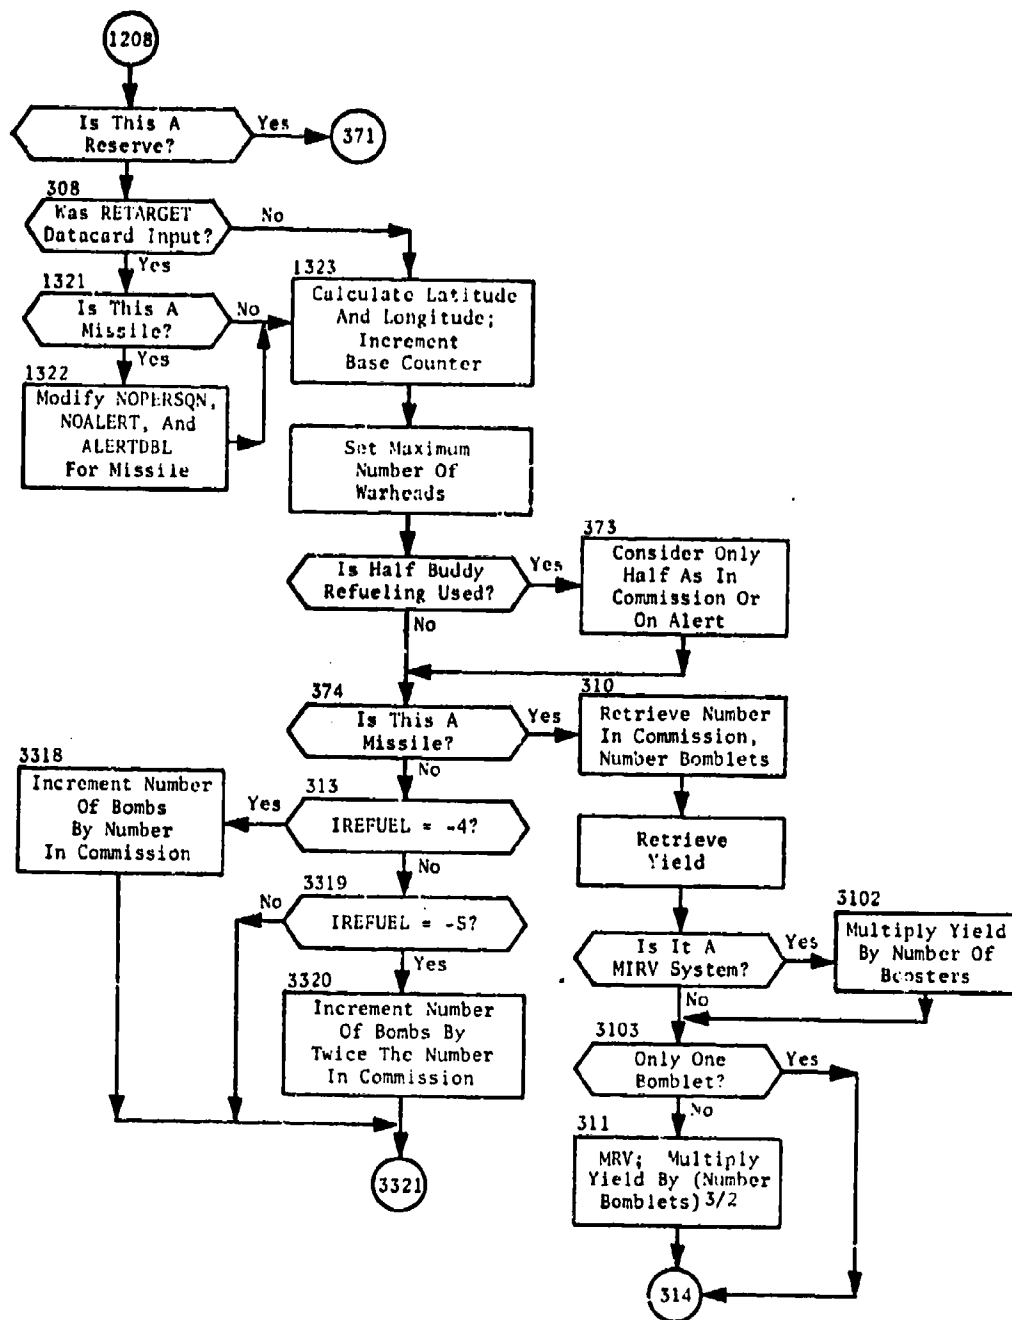 1208
Is This A
Reserve?
Yes
371
308
Was RETARGET
Datacard Input?
No
Yes
1321
Is This A
Missile?
No
Yes
1322
Modify NOPERSQN,
NOALERT, And
ALERTDBL
For Missile
1323
Calculate Latitude
And Longitude;
Increment
Base Counter
Set Maximum
Number Of
Warheads
Is Half Buddy
Refueling Used?
Yes
No
373
Consider Only
Half As In
Commission Or
On Alert
374
Is This A
Missile?
Yes
No
310
Retrieve Number
In Commission,
Number Bomblets
Retrieve
Yield
313
IREFUEL = -4?
Yes
No
3318
Increment Number
Of Bombs
By Number
In Commission
3319
IREFUEL = -5?
No
Yes
3320
Increment Number
Of Bombs By
Twice The Number
In Commission
3321
Is It A
MIRV System?
Yes
No
3102
Multiply Yield
By Number Of
Boosters
3103
Only One
Bomblet?
Yes
No
311
MRV; Multiply
Yield By (Number
Bomblets) 3/2
314